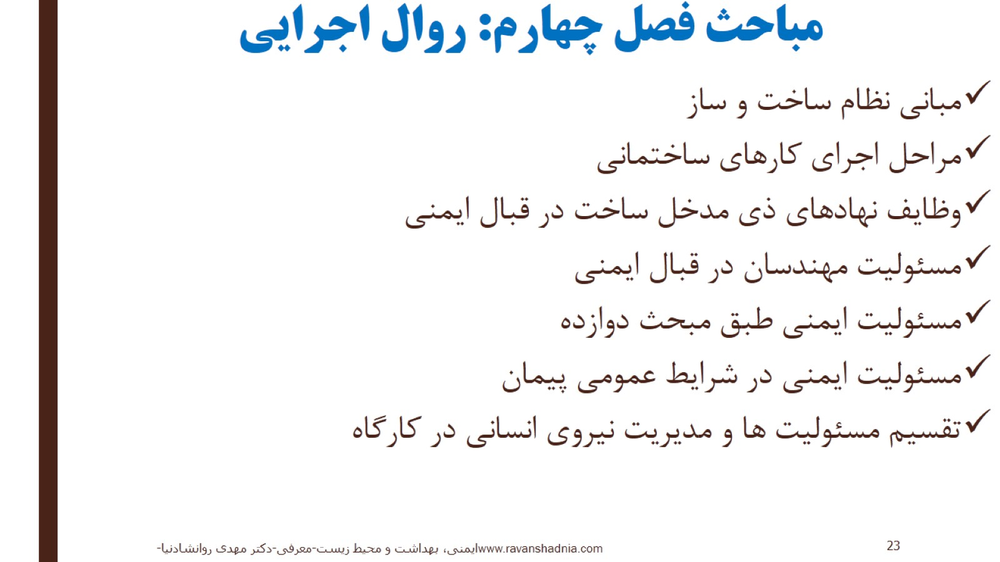 مباحث فصل چهارم: روال اجرایی
✓مبانی نظام ساخت و ساز
✓مراحل اجرای کارهای ساختمانی
✓وظایف نهادهای ذی مدخل ساخت در قبال ایمنی
✓مسئولیت مهندسان در قبال ایمنی
✓مسئولیت ایمنی طبق مبحث دوازده
✓مسئولیت ایمنی در شرایط عمومی پیمان
✓تقسیم مسئولیت ها و مدیریت نیروی انسانی در کارگاه
23
www.ravanshadnia.comایمنی، بهداشت و محیط زیست-معرفی-دکتر مهدی روانشادنیا-